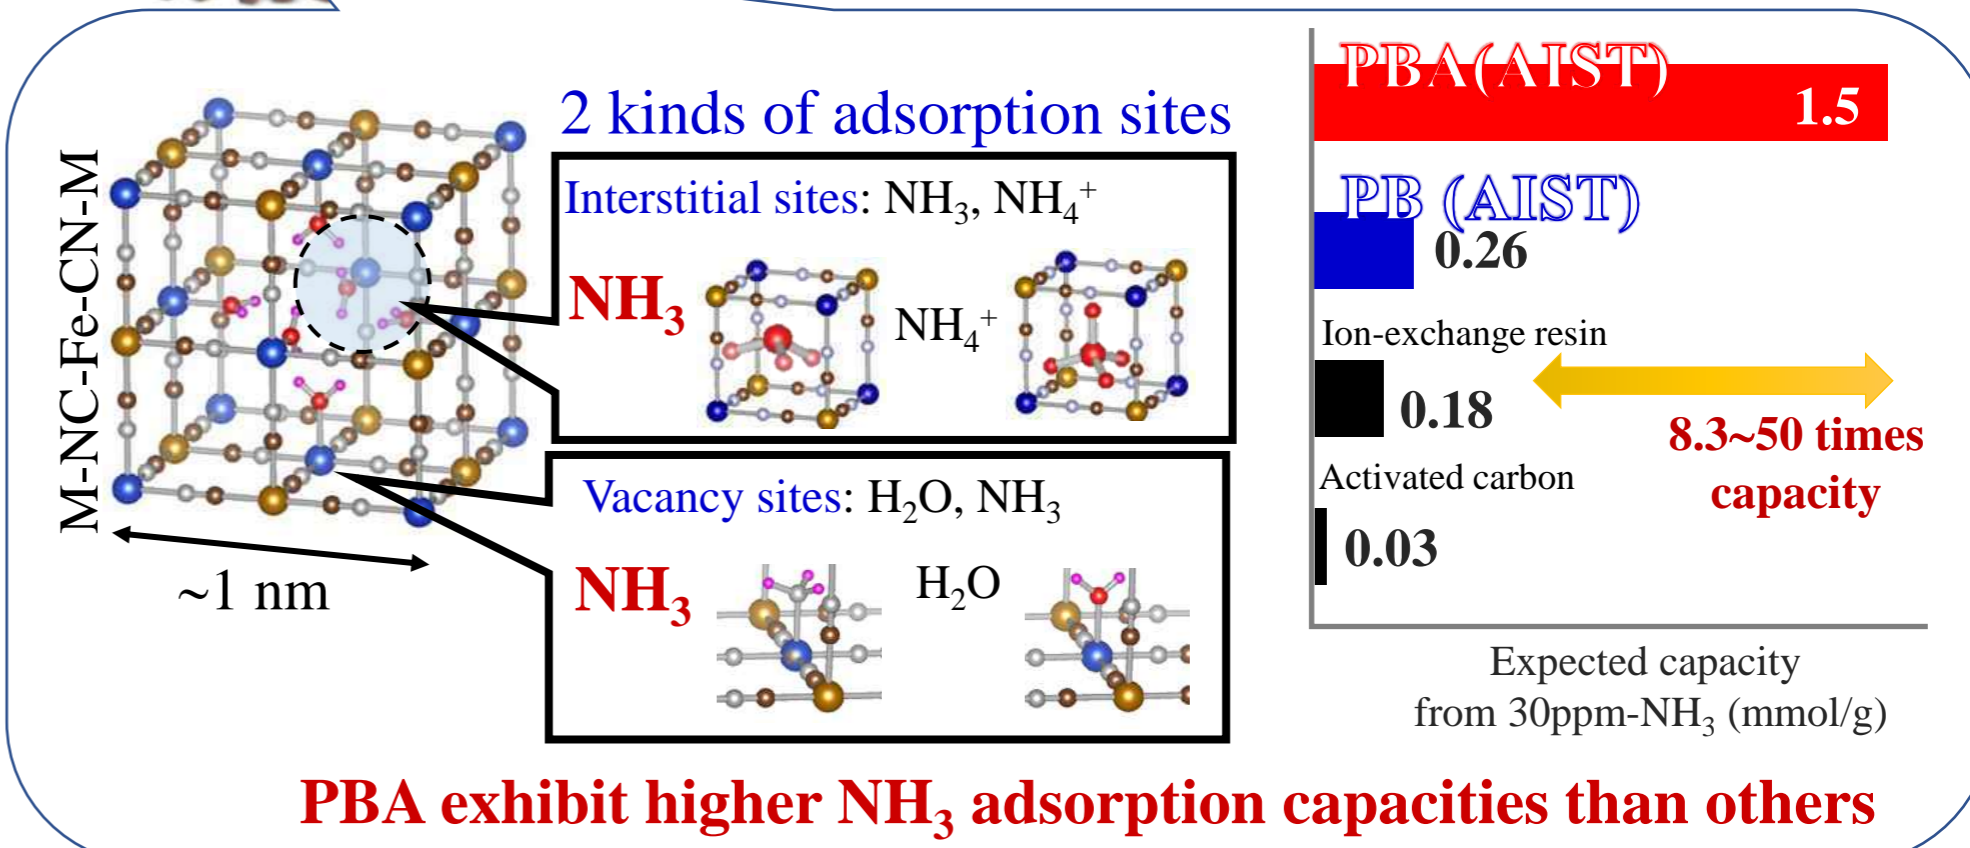 M-NC-Fe-CN-M
~1 nm
2 kinds of adsorption sites
Interstitial sites: NH₃, NH₄⁺
NH₃
NH₄⁺
Vacancy sites: H₂O, NH₃
NH₃
H₂O
PBA(AIST)
1.5
PB (AIST)
0.26
Ion-exchange resin
0.18
8.3~50 times
capacity
Activated carbon
0.03
Expected capacity
from 30ppm-NH₃ (mmol/g)
PBA exhibit higher NH₃ adsorption capacities than others